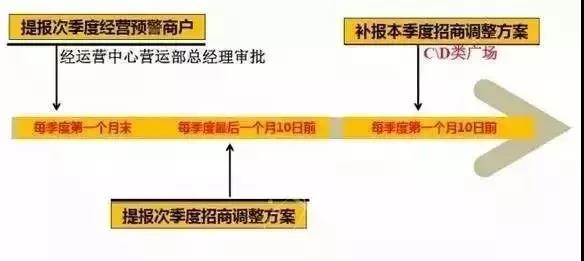 提报次季度经营预警商户
经运营中心营运部总经理审批
补报本季度招商调整方案
C\D类广场
每季度第一个月末
每季度最后一个月10日前
每季度第一个月10日前
提报次季度招商调整方案